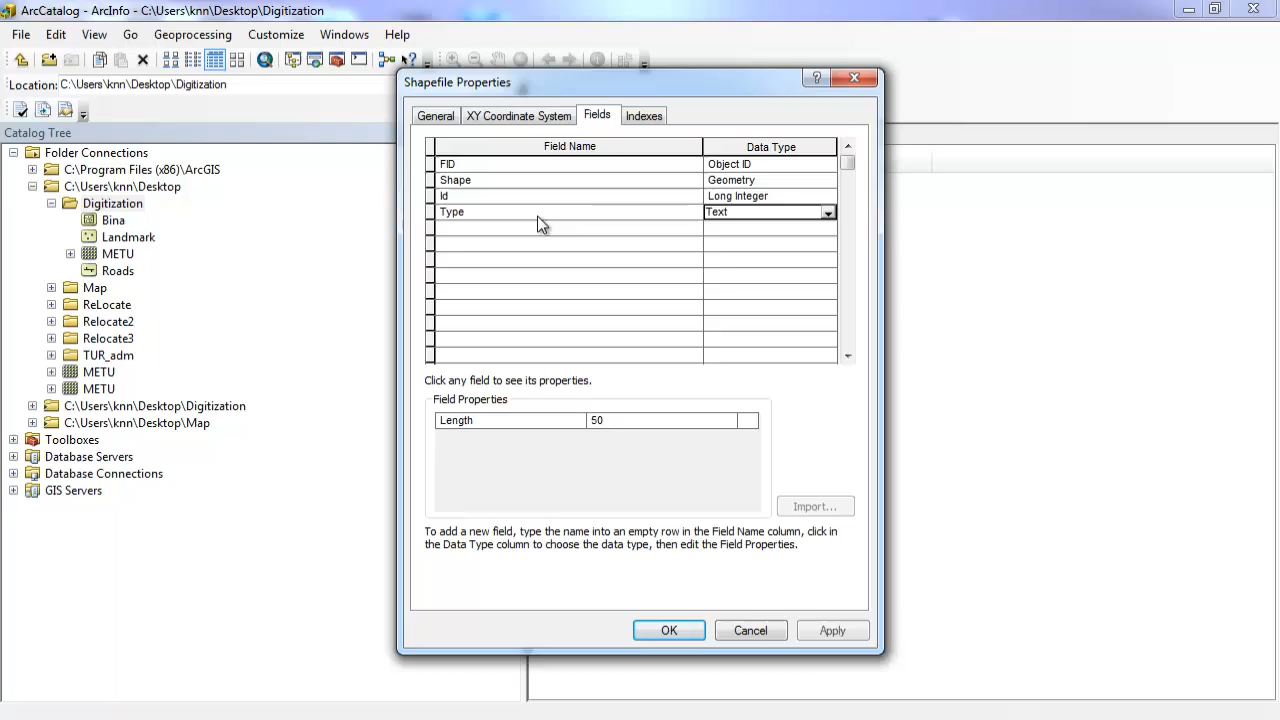 ArcCatalog - ArcInfo - C:\Users\knn\Desktop\Digitization
File Edit View Go Geoprocessing Customize Windows Help
Location: C:\Users\knn\Desktop\Digitization
Catalog Tree
Folder Connections
C:\Program Files (x86)\ArcGIS
C:\Users\knn\Desktop
Digitization
Bina
Landmark
METU
Roads
Map
ReLocate
Relocate2
Relocate3
TUR_adm
METU
METU
C:\Users\knn\Desktop\Digitization
C:\Users\knn\Desktop\Map
Toolboxes
Database Servers
Database Connections
GIS Servers
Shapefile Properties
General XY Coordinate System Fields Indexes
Field Name Data Type
FID Object ID
Shape Geometry
Id Long Integer
Type Text
Click any field to see its properties.
Field Properties
Length 50
Import...
To add a new field, type the name into an empty row in the Field Name column, click in
the Data Type column to choose the data type, then edit the Field Properties.
OK Cancel Apply